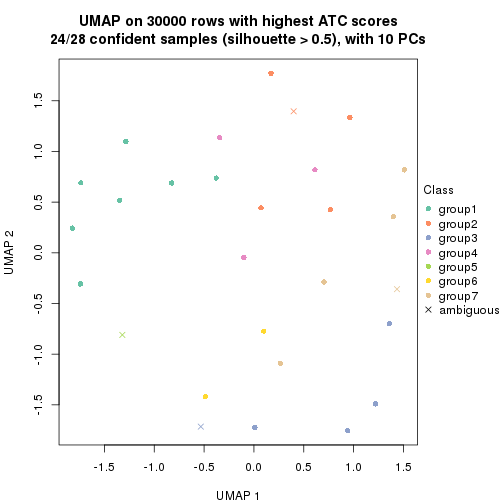 UMAP on 30000 rows with highest ATC scores
24/28 confident samples (silhouette > 0.5), with 10 PCs
UMAP 2
1.5
1.0
0.5
0.0
-0.5
-1.0
-1.5
-1.5 -1.0 -0.5 0.0 0.5 1.0 1.5
UMAP 1
Class
group1
group2
group3
group4
group5
group6
group7
ambiguous